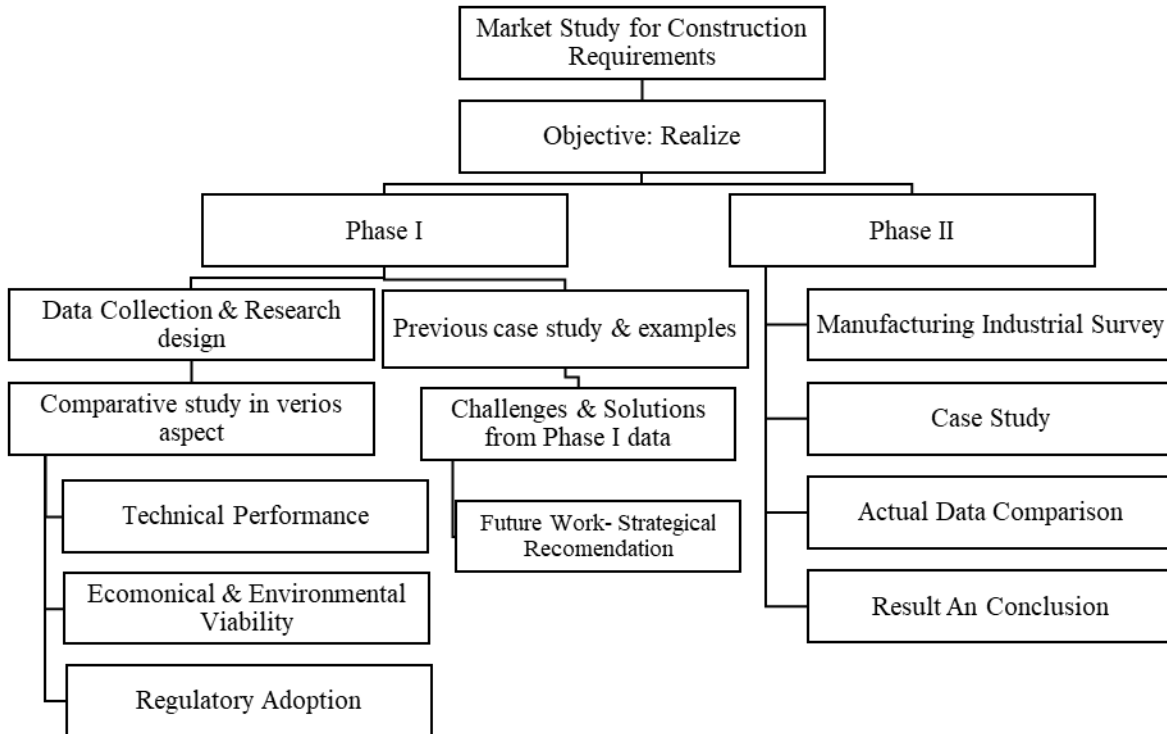 Market Study for Construction
Requirements
Objective: Realize
Phase I
Phase II
Data Collection & Research
design
Previous case study & examples
Manufacturing Industrial Survey
Comparative study in verios
aspect
Challenges & Solutions
from Phase I data
Case Study
Technical Performance
Future Work- Strategical
Recomendation
Actual Data Comparison
Ecomonical & Environmental
Viability
Result An Conclusion
Regulatory Adoption